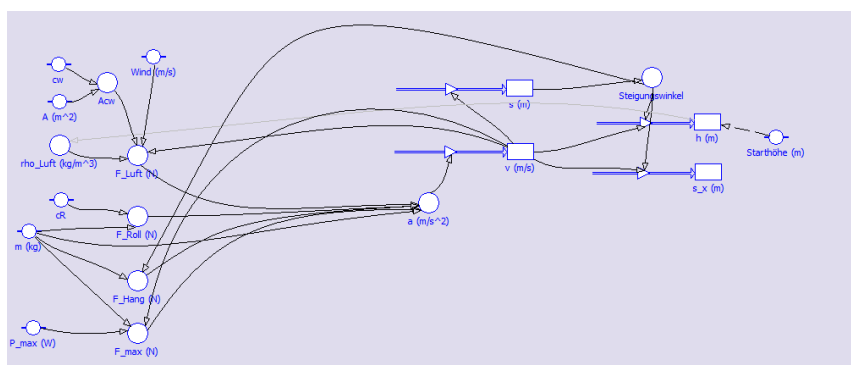 cw
Wind (m/s)
Acw
A (m^2)
s (m)
Steigungswinkel
rho_Luft (kg/m^3)
F_Luft (N)
v (m/s)
h (m)
Starthöhe (m)
s_x (m)
cR
a (m/s^2)
F_Roll (N)
m (kg)
F_Hang (N)
P_max (W)
F_max (N)